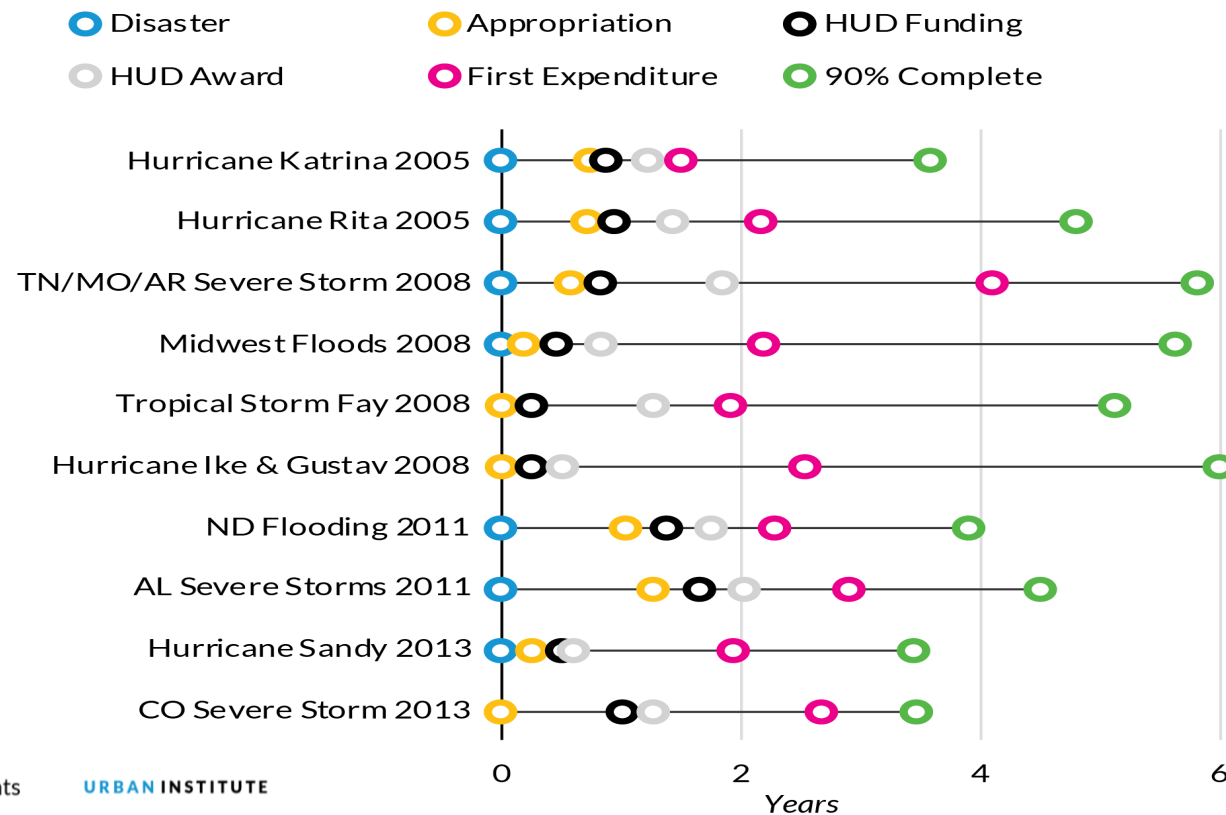 Disaster Appropriation HUD Funding
HUD Award First Expenditure 90% Complete
Hurricane Katrina 2005
Hurricane Rita 2005
TN/MO/AR Severe Storm 2008
Midwest Floods 2008
Tropical Storm Fay 2008
Hurricane Ike & Gustav 2008
ND Flooding 2011
AL Severe Storms 2011
Hurricane Sandy 2013
CO Severe Storm 2013
0 2 4 6
Years
URBAN INSTITUTE